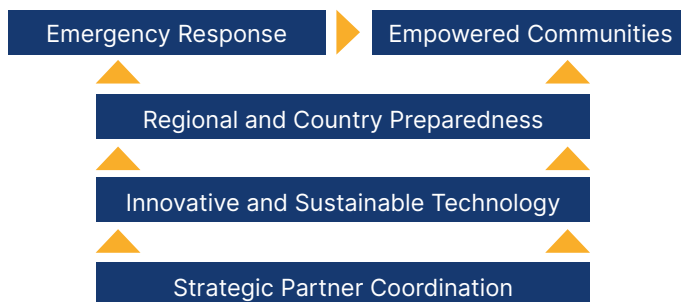 Emergency Response
Empowered Communities
Regional and Country Preparedness
Innovative and Sustainable Technology
Strategic Partner Coordination